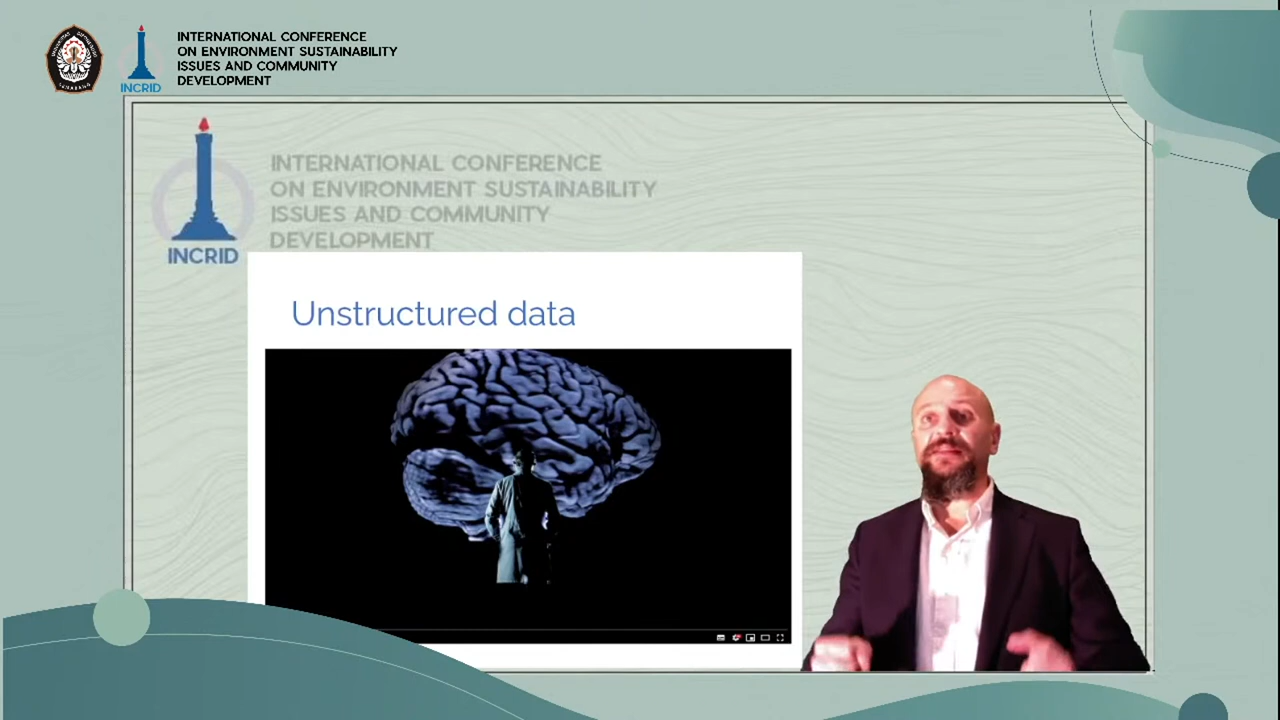 INTERNATIONAL CONFERENCE
ON ENVIRONMENT SUSTAINABILITY
ISSUES AND COMMUNITY
DEVELOPMENT
INCRID
INTERNATIONAL CONFERENCE
ON ENVIRONMENT SUSTAINABILITY
ISSUES AND COMMUNITY
DEVELOPMENT
INCRID
Unstructured data